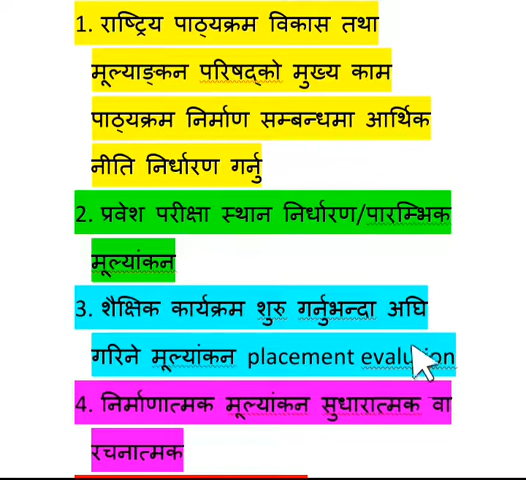 1. राष्ट्रिय पाठ्यक्रम विकास तथा
मूल्याङ्कन परिषद्को मुख्य काम
पाठ्यक्रम निर्माण सम्बन्धमा आर्थिक
नीति निर्धारण गर्नु
2. प्रवेश परीक्षा स्थान निर्धारण/पारम्भिक
मूल्यांकन
3. शैक्षिक कार्यक्रम शुरु गर्नुभन्दा अघि
गरिने मूल्यांकन placement evalution
4. निर्माणात्मक मूल्यांकन सुधारात्मक वा
रचनात्मक